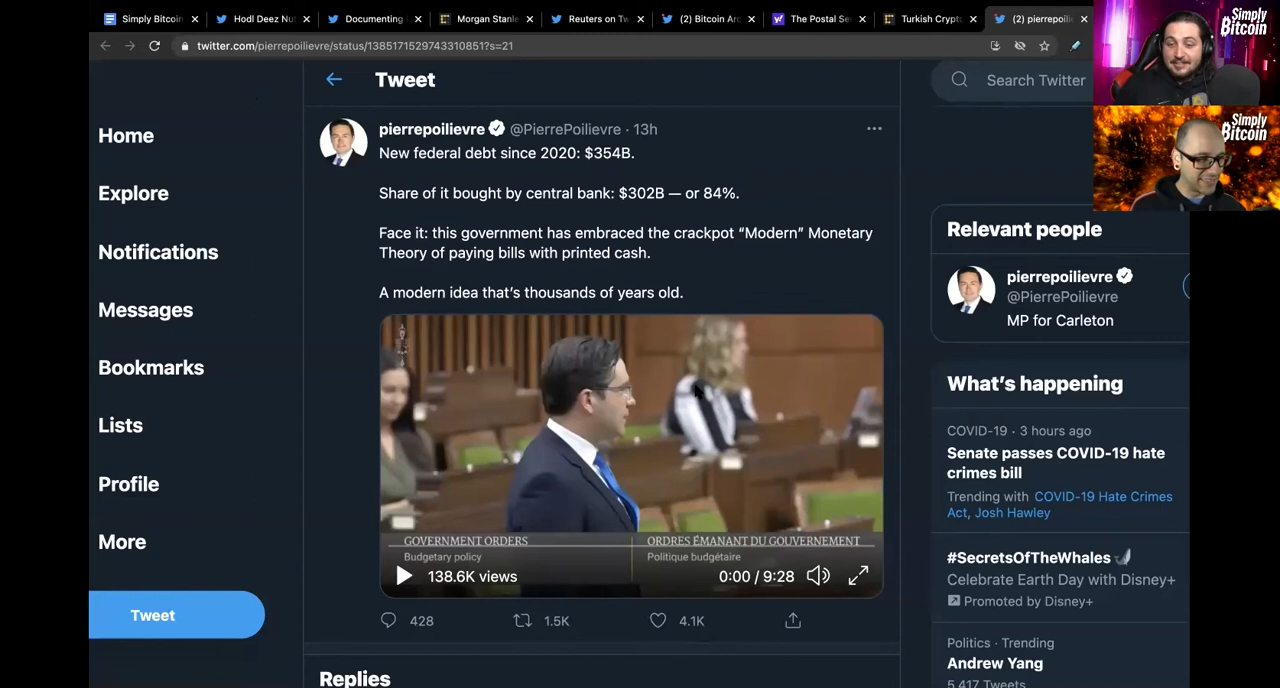 Simply Bitcoin
Hodl Deez Nu
Documenting
Morgan Stanle
Reuters on Tw
(2) Bitcoin Arc
The Postal Se
Turkish Crypt
(2) pierrepoilie
twitter.com/pierrepoilievre/status/1385171529743310851?s=21
Simply
Bitcoin
Simply
Bitcoin
Home
Explore
Notifications
Messages
Bookmarks
Lists
Profile
More
Tweet
Tweet
pierrepoilievre @PierrePoilievre · 13h
New federal debt since 2020: $354B.
Share of it bought by central bank: $302B — or 84%.
Face it: this government has embraced the crackpot “Modern” Monetary
Theory of paying bills with printed cash.
A modern idea that’s thousands of years old.
GOVERNMENT ORDERS
Budgetary policy
ORDRES ÉMANANT DU GOUVERNEMENT
Politique budgétaire
138.6K views
0:00 / 9:28
428
1.5K
4.1K
Replies
Search Twitter
Relevant people
pierrepoilievre
@PierrePoilievre
MP for Carleton
What’s happening
COVID-19 · 3 hours ago
Senate passes COVID-19 hate
crimes bill
Trending with COVID-19 Hate Crimes
Act, Josh Hawley
#SecretsOfTheWhales
Celebrate Earth Day with Disney+
Promoted by Disney+
Politics · Trending
Andrew Yang
5,417 Tweets